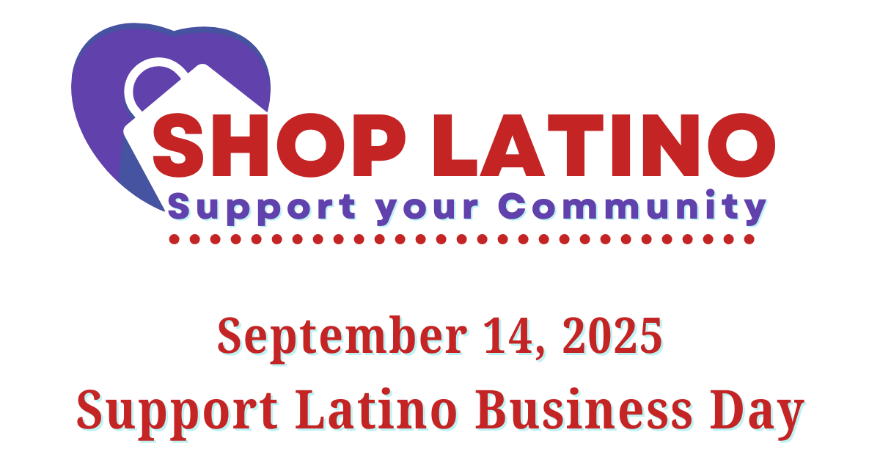 SHOP LATINO
Support your Community
September 14, 2025
Support Latino Business Day